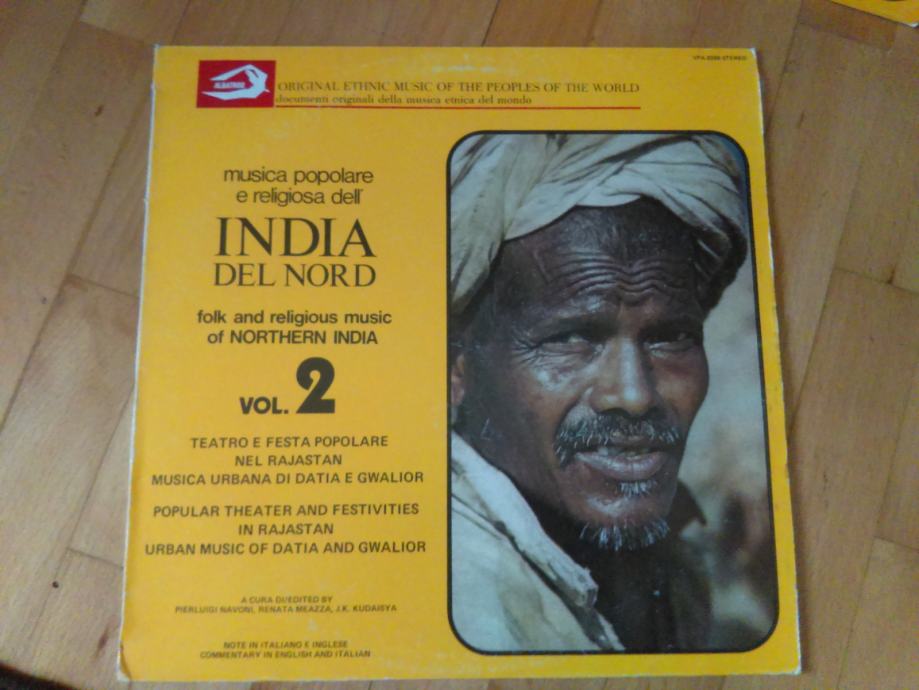 VPA 8298 STEREO
ALBATROS
ORIGINAL ETHNIC MUSIC OF THE PEOPLES OF THE WORLD
documenti originali della musica etnica del mondo
musica popolare
e religiosa dell'
INDIA
DEL NORD
folk and religious music
of NORTHERN INDIA
VOL. 2
TEATRO E FESTA POPOLARE
NEL RAJASTAN
MUSICA URBANA DI DATIA E GWALIOR
POPULAR THEATER AND FESTIVITIES
IN RAJASTAN
URBAN MUSIC OF DATIA AND GWALIOR
A CURA DI/EDITED BY
PIERLUIGI NAVONI, RENATA MEAZZA, J.K. KUDAISYA
NOTE IN ITALIANO E INGLESE
COMMENTARY IN ENGLISH AND ITALIAN